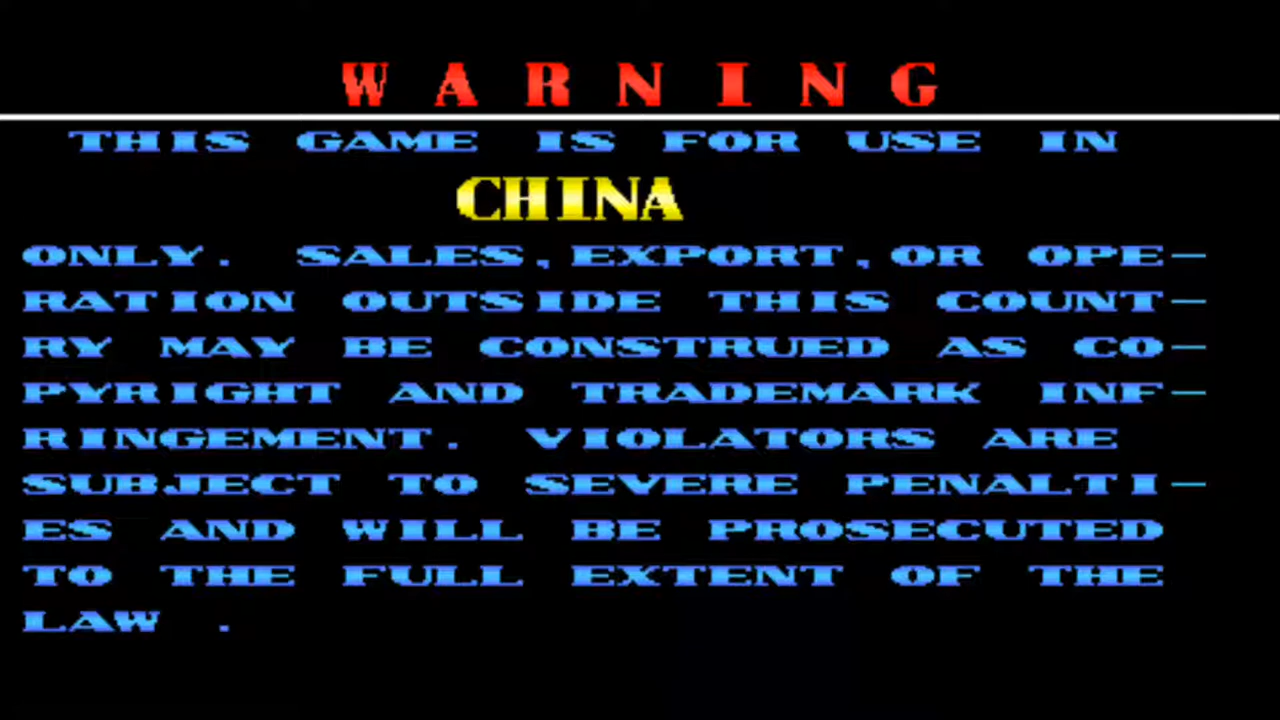 WARNING
THIS GAME IS FOR USE IN
CHINA
ONLY. SALES,EXPORT,OR OPE-
RATION OUTSIDE THIS COUNT-
RY MAY BE CONSTRUED AS CO-
PYRIGHT AND TRADEMARK INF-
RINGEMENT. VIOLATORS ARE
SUBJECT TO SEVERE PENALTI-
ES AND WILL BE PROSECUTED
TO THE FULL EXTENT OF THE
LAW .